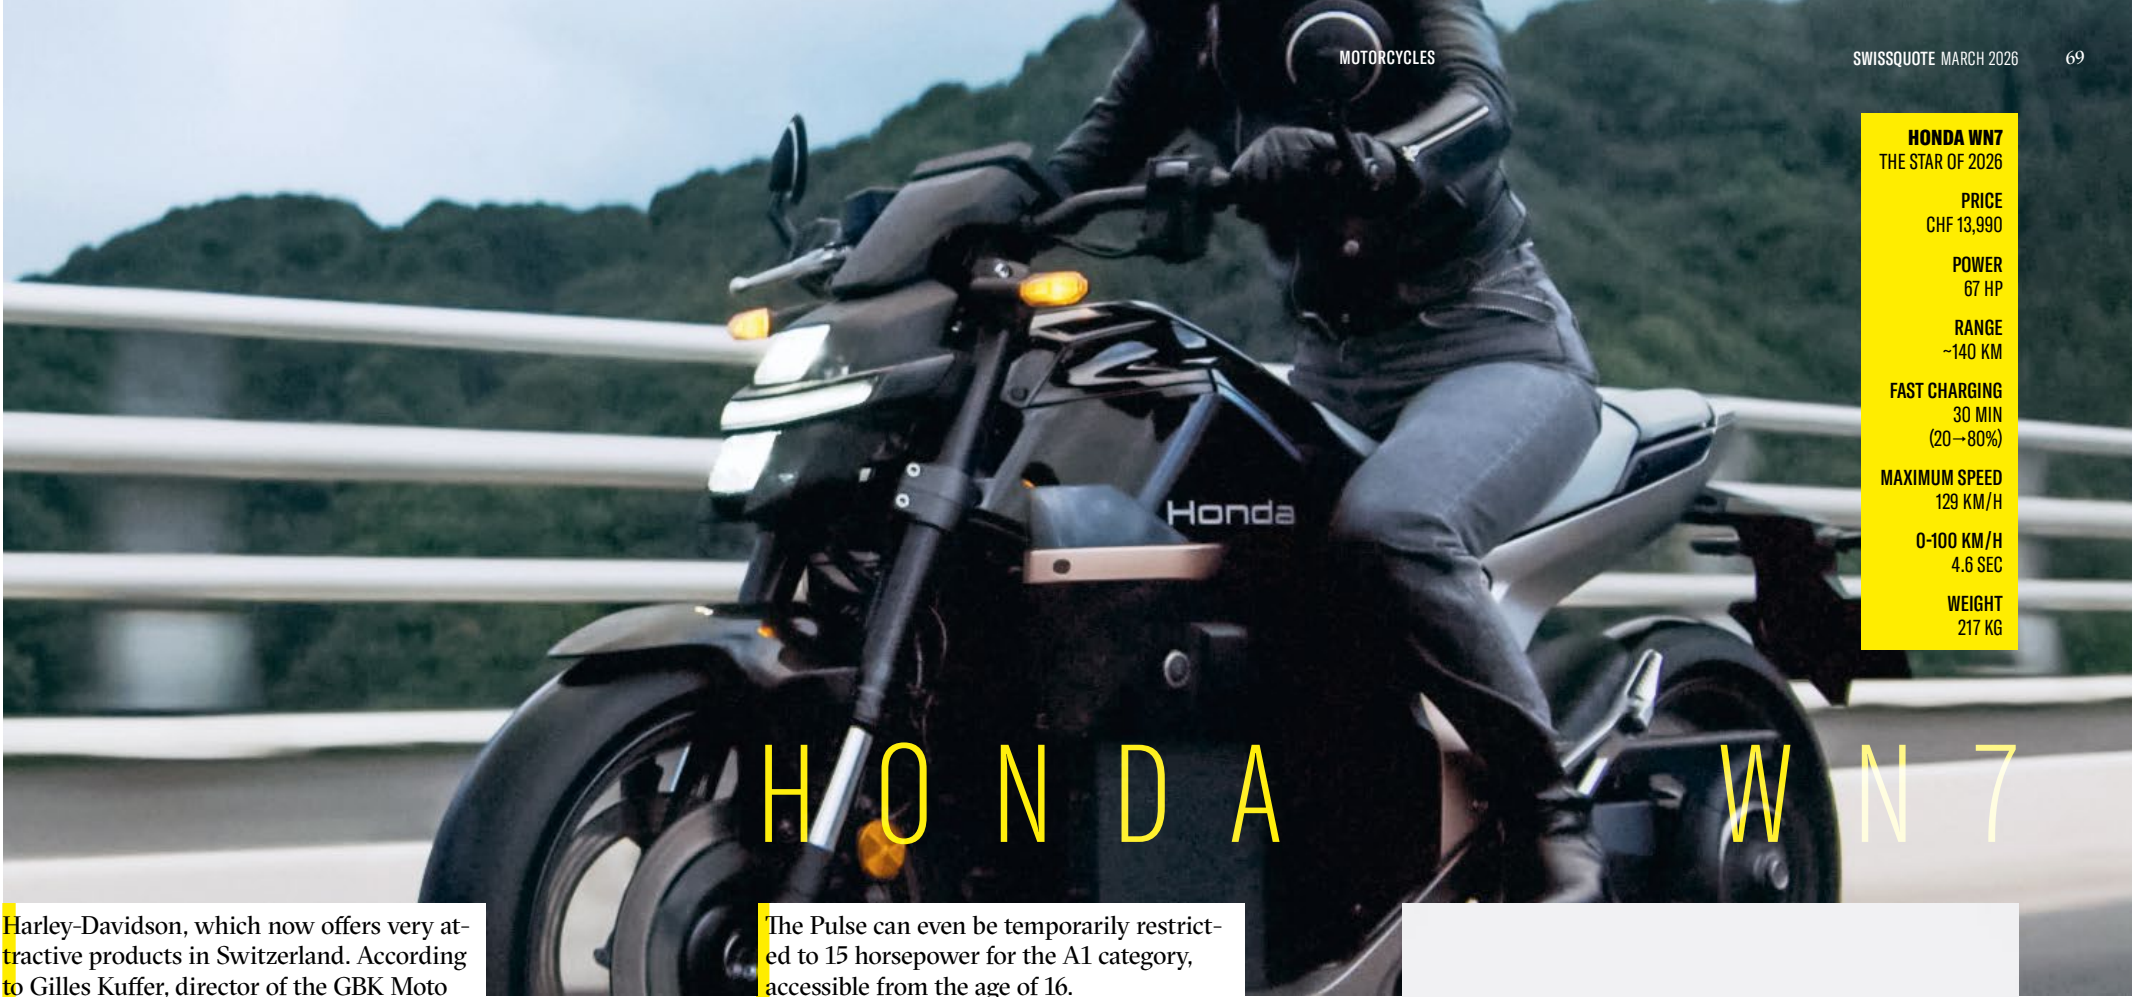 MOTORCYCLES
SWISSQUOTE MARCH 2026 69
HONDA WN7
THE STAR OF 2026
PRICE
CHF 13,990
POWER
67 HP
RANGE
~140 KM
FAST CHARGING
30 MIN
(20→80%)
MAXIMUM SPEED
129 KM/H
0-100 KM/H
4.6 SEC
WEIGHT
217 KG
Honda
HONDA WN7
Harley-Davidson, which now offers very at-
tractive products in Switzerland. According
to Gilles Kuffer, director of the GBK Moto
The Pulse can even be temporarily restrict-
ed to 15 horsepower for the A1 category,
accessible from the age of 16.